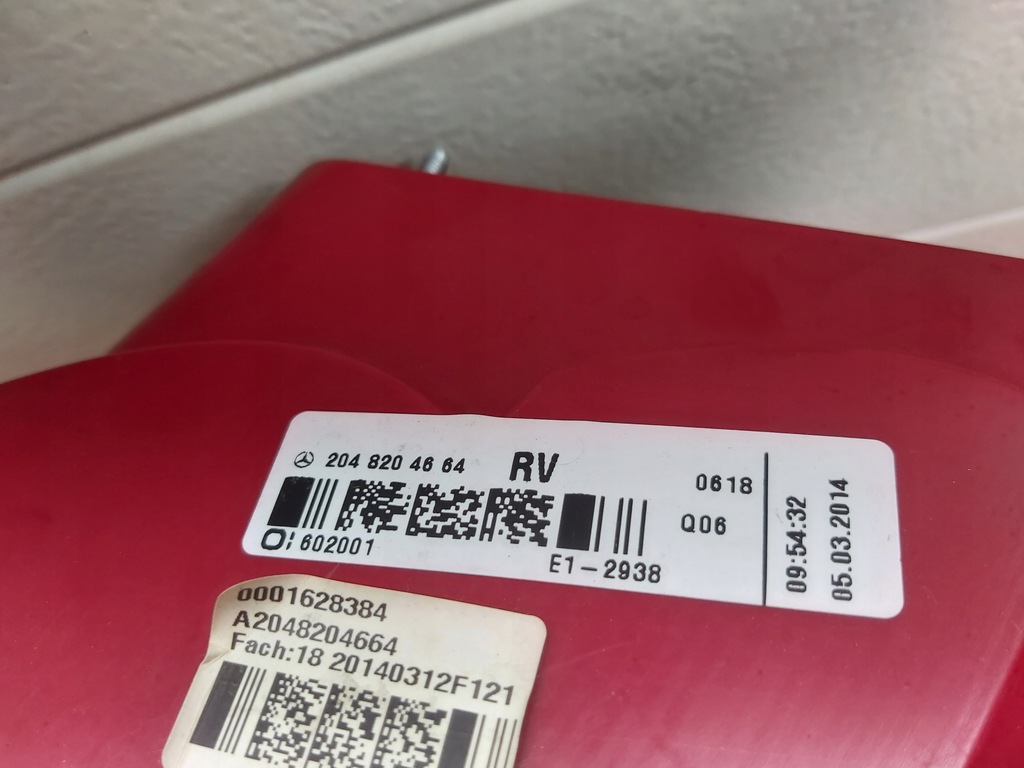 204 820 46 64 RV
0618
Q06
602001
E1-2938
09:54:32
05.03.2014
0001628384
A2048204664
Fach:18 20140312F121